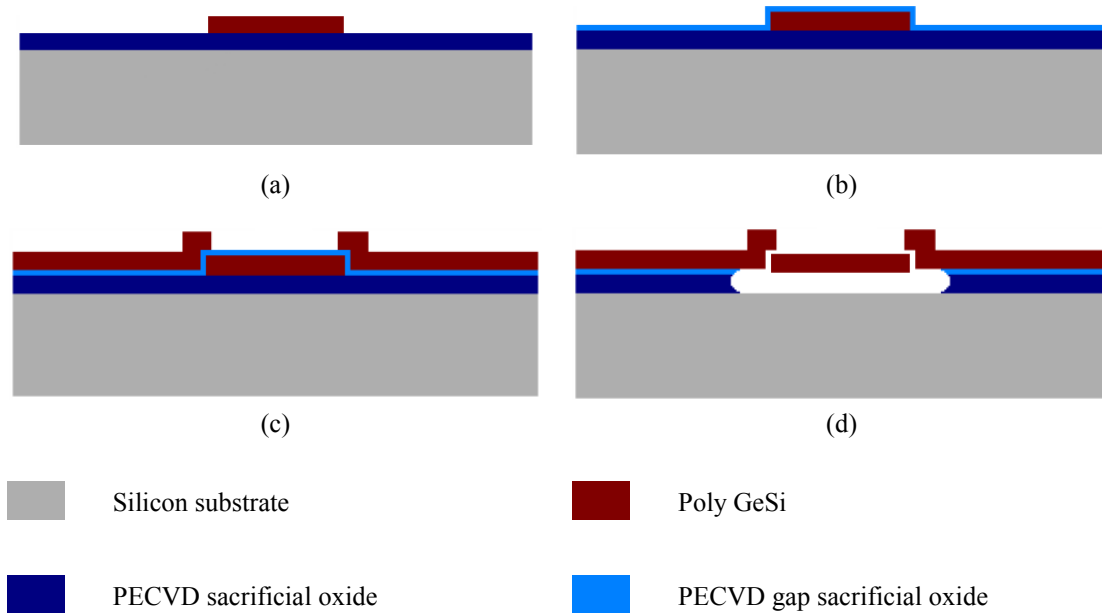 (a)
(b)
(c)
(d)
Silicon substrate
Poly GeSi
PECVD sacrificial oxide
PECVD gap sacrificial oxide